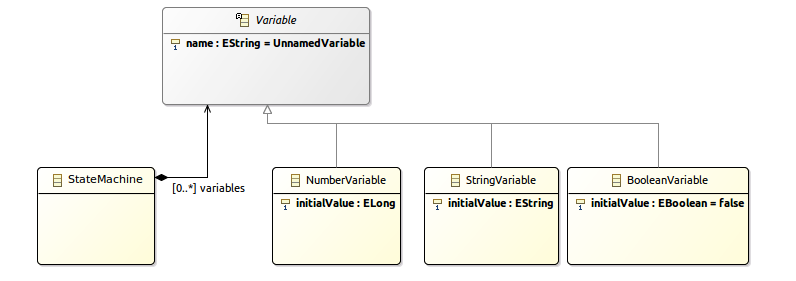 Variable
name : EString = UnnamedVariable
StateMachine
[0..*] variables
NumberVariable
initialValue : ELong
StringVariable
initialValue : EString
BooleanVariable
initialValue : EBoolean = false